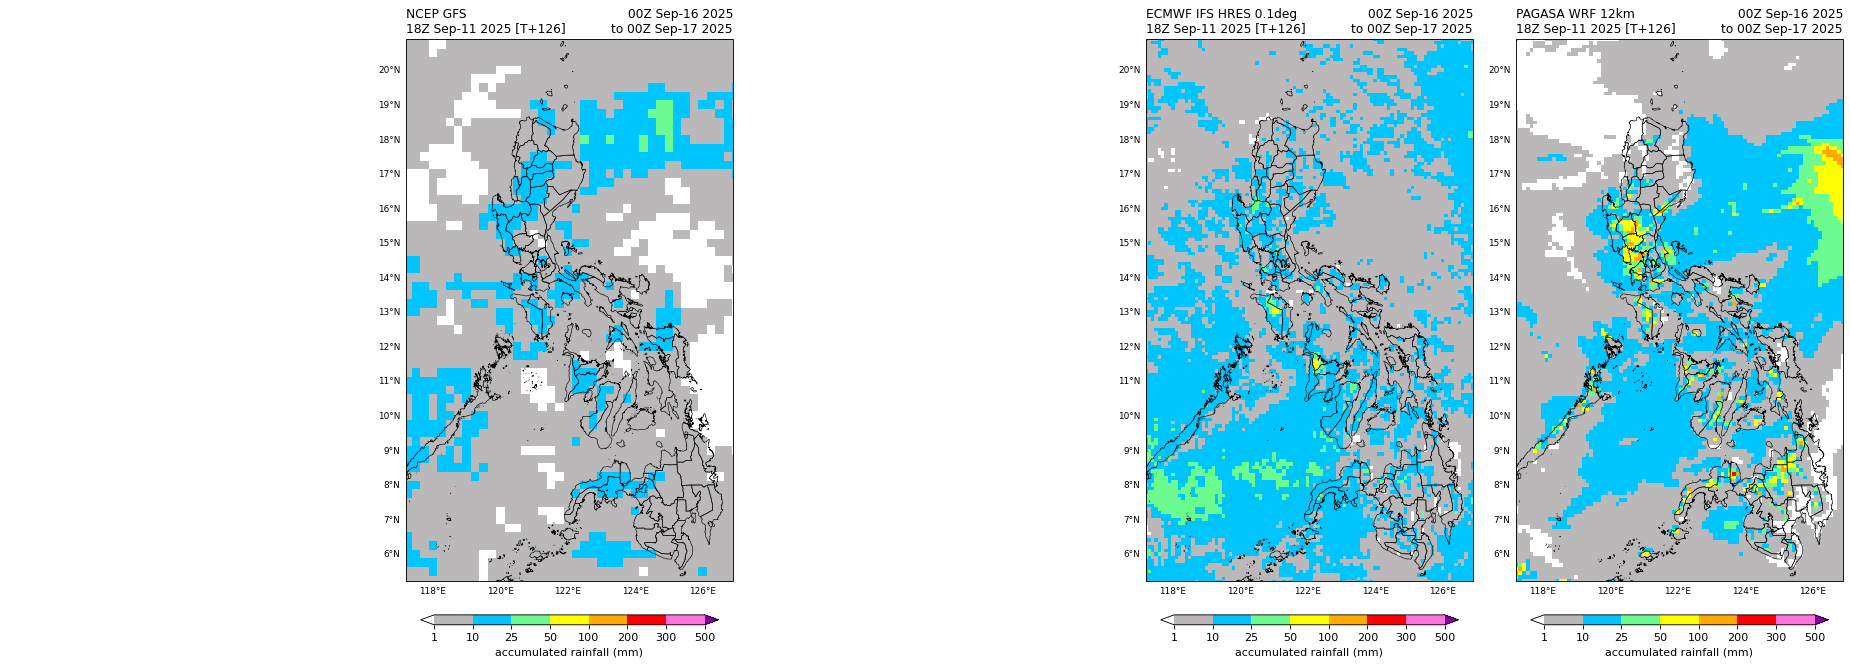 NCEP GFS 00Z Sep-16 2025
18Z Sep-11 2025 [T+126] to 00Z Sep-17 2025
20°N
19°N
18°N
17°N
16°N
15°N
14°N
13°N
12°N
11°N
10°N
9°N
8°N
7°N
6°N
118°E 120°E 122°E 124°E 126°E
1 10 25 50 100 200 300 500
accumulated rainfall (mm)
ECMWF IFS HRES 0.1deg 00Z Sep-16 2025
18Z Sep-11 2025 [T+126] to 00Z Sep-17 2025
20°N
19°N
18°N
17°N
16°N
15°N
14°N
13°N
12°N
11°N
10°N
9°N
8°N
7°N
6°N
118°E 120°E 122°E 124°E 126°E
1 10 25 50 100 200 300 500
accumulated rainfall (mm)
PAGASA WRF 12km 00Z Sep-16 2025
18Z Sep-11 2025 [T+126] to 00Z Sep-17 2025
20°N
19°N
18°N
17°N
16°N
15°N
14°N
13°N
12°N
11°N
10°N
9°N
8°N
7°N
6°N
118°E 120°E 122°E 124°E 126°E
1 10 25 50 100 200 300 500
accumulated rainfall (mm)